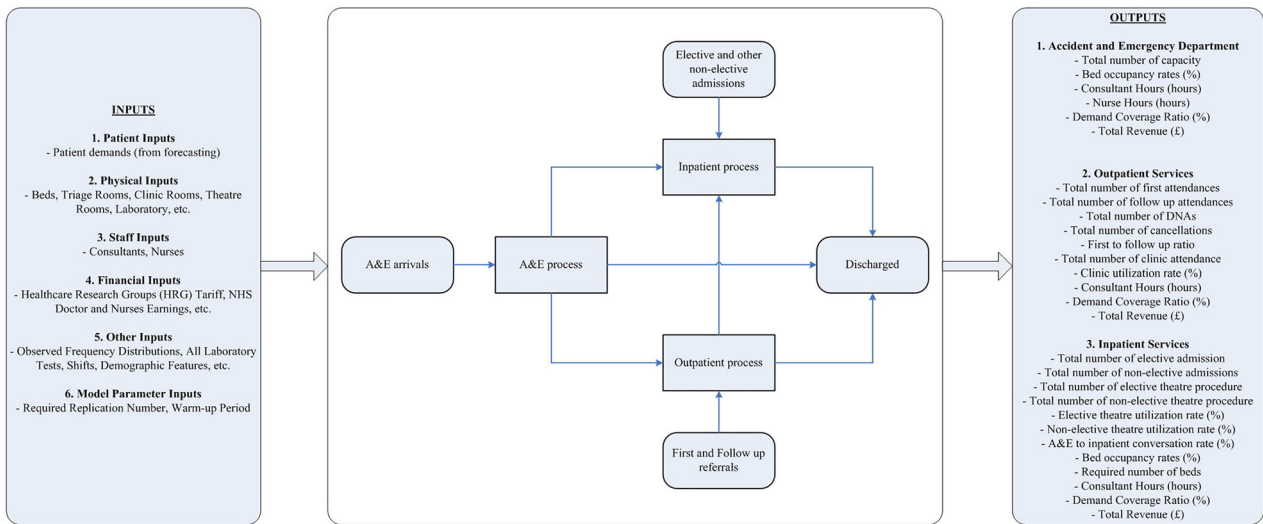 INPUTS
1. Patient Inputs
- Patient demands (from forecasting)
2. Physical Inputs
- Beds, Triage Rooms, Clinic Rooms, Theatre
Rooms, Laboratory, etc.
3. Staff Inputs
- Consultants, Nurses
4. Financial Inputs
- Healthcare Research Groups (HRG) Tariff, NHS
Doctor and Nurses Earnings, etc.
5. Other Inputs
- Observed Frequency Distributions, All Laboratory
Tests, Shifts, Demographic Features, etc.
6. Model Parameter Inputs
- Required Replication Number, Warm-up Period
Elective and other
non-elective
admissions
Inpatient process
A&E arrivals
A&E process
Discharged
Outpatient process
First and Follow up
referrals
OUTPUTS
1. Accident and Emergency Department
- Total number of capacity
- Bed occupancy rates (%)
- Consultant Hours (hours)
- Nurse Hours (hours)
- Demand Coverage Ratio (%)
- Total Revenue (£)
2. Outpatient Services
- Total number of first attendances
- Total number of follow up attendances
- Total number of DNAs
- Total number of cancellations
- First to follow up ratio
- Total number of clinic attendance
- Clinic utilization rate (%)
- Consultant Hours (hours)
- Demand Coverage Ratio (%)
- Total Revenue (£)
3. Inpatient Services
- Total number of elective admission
- Total number of non-elective admissions
- Total number of elective theatre procedure
- Total number of non-elective theatre procedure
- Elective theatre utilization rate (%)
- Non-elective theatre utilization rate (%)
- A&E to inpatient conversation rate (%)
- Bed occupancy rates (%)
- Required number of beds
- Consultant Hours (hours)
- Demand Coverage Ratio (%)
- Total Revenue (£)